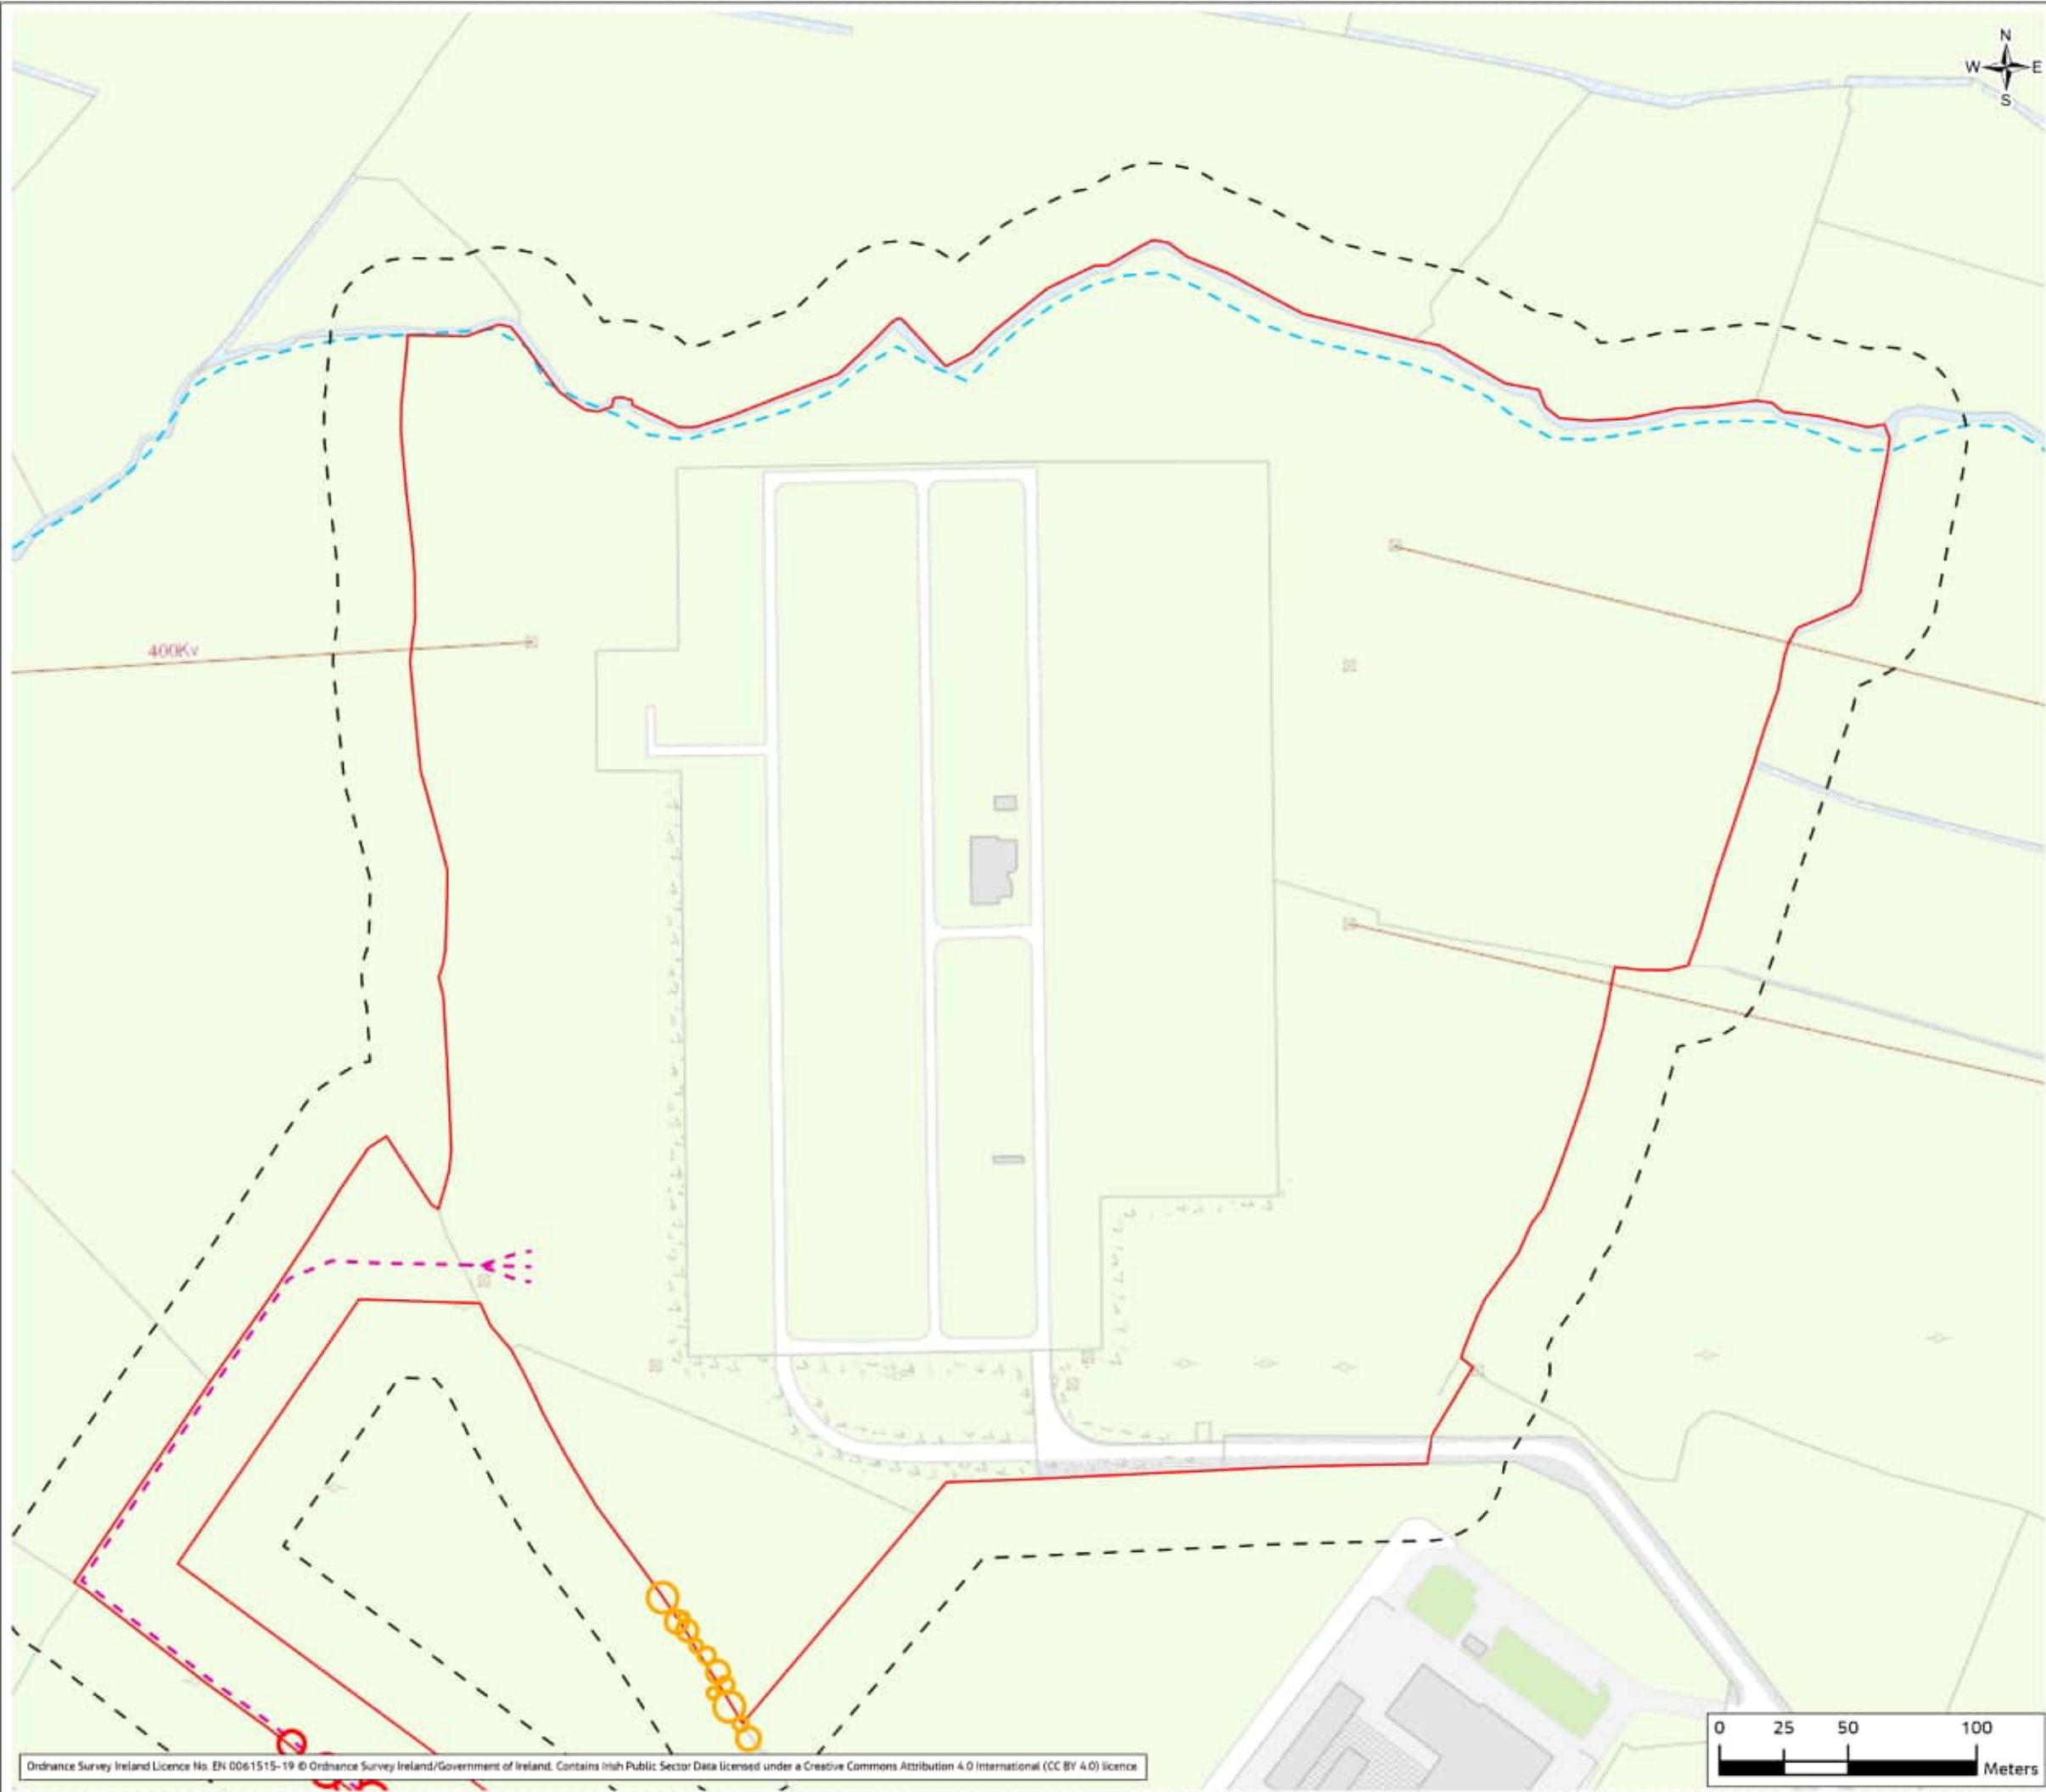 N
W E
S
400Kv
0 25 50 100
Meters
Ordnance Survey Ireland Licence No. EN 0061515-19 © Ordnance Survey Ireland/Government of Ireland. Contains Irish Public Sector Data licensed under a Creative Commons Attribution 4.0 International (CC BY 4.0) licence